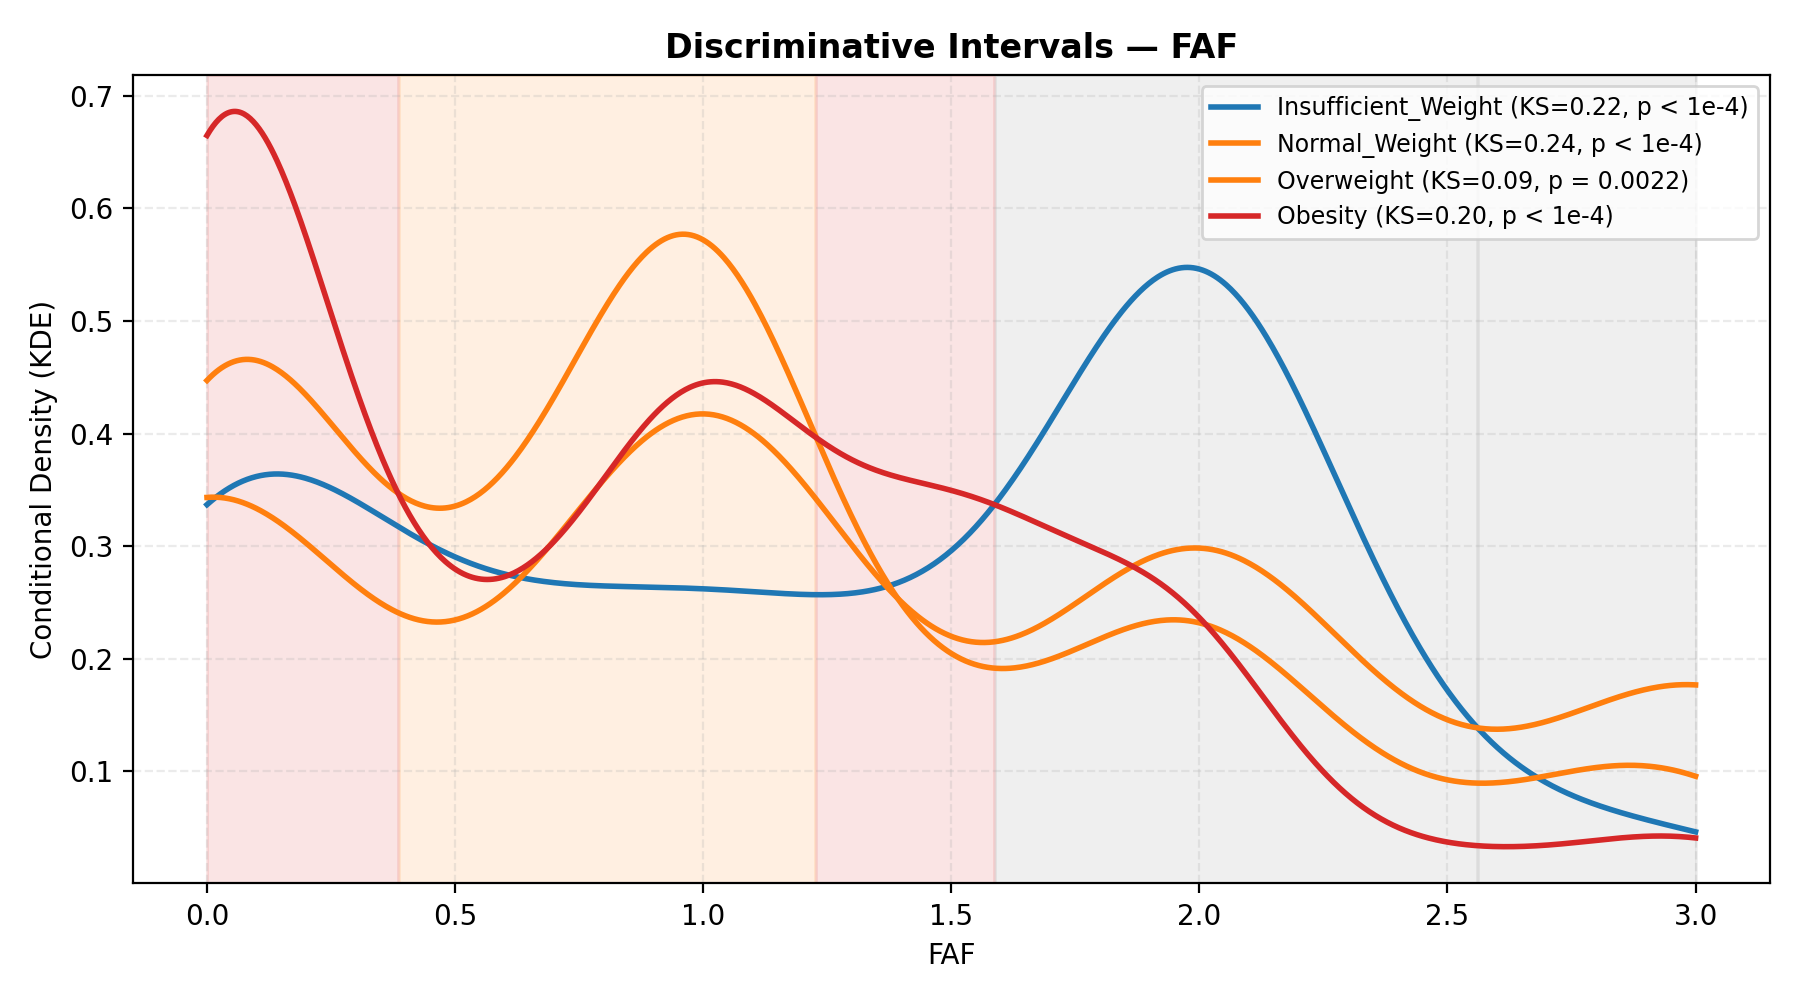 Discriminative Intervals — FAF
Insufficient_Weight (KS=0.22, p < 1e-4)
Normal_Weight (KS=0.24, p < 1e-4)
Overweight (KS=0.09, p = 0.0022)
Obesity (KS=0.20, p < 1e-4)
Conditional Density (KDE)
0.7
0.6
0.5
0.4
0.3
0.2
0.1
0.0 0.5 1.0 1.5 2.0 2.5 3.0
FAF